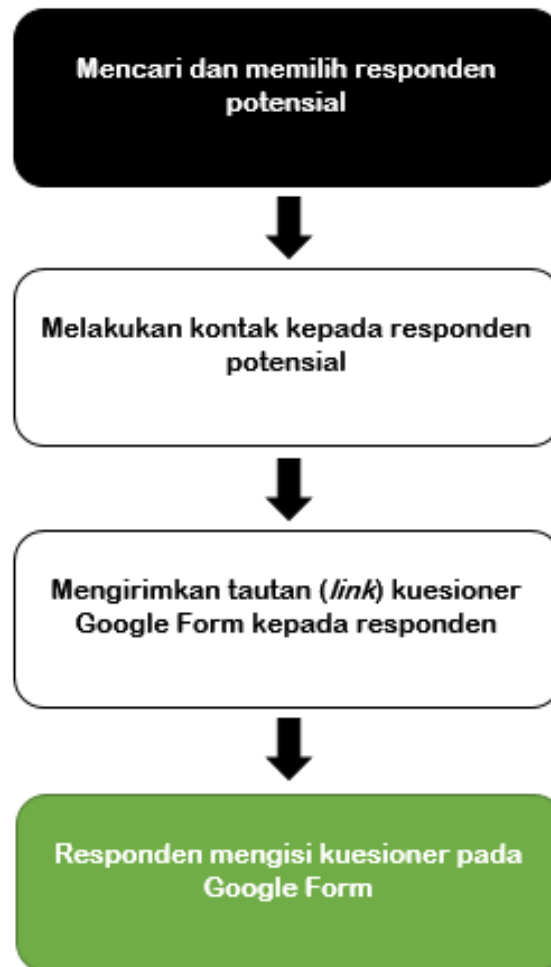 Mencari dan memilih responden
potensial
Melakukan kontak kepada responden
potensial
Mengirimkan tautan (link) kuesioner
Google Form kepada responden
Responden mengisi kuesioner pada
Google Form